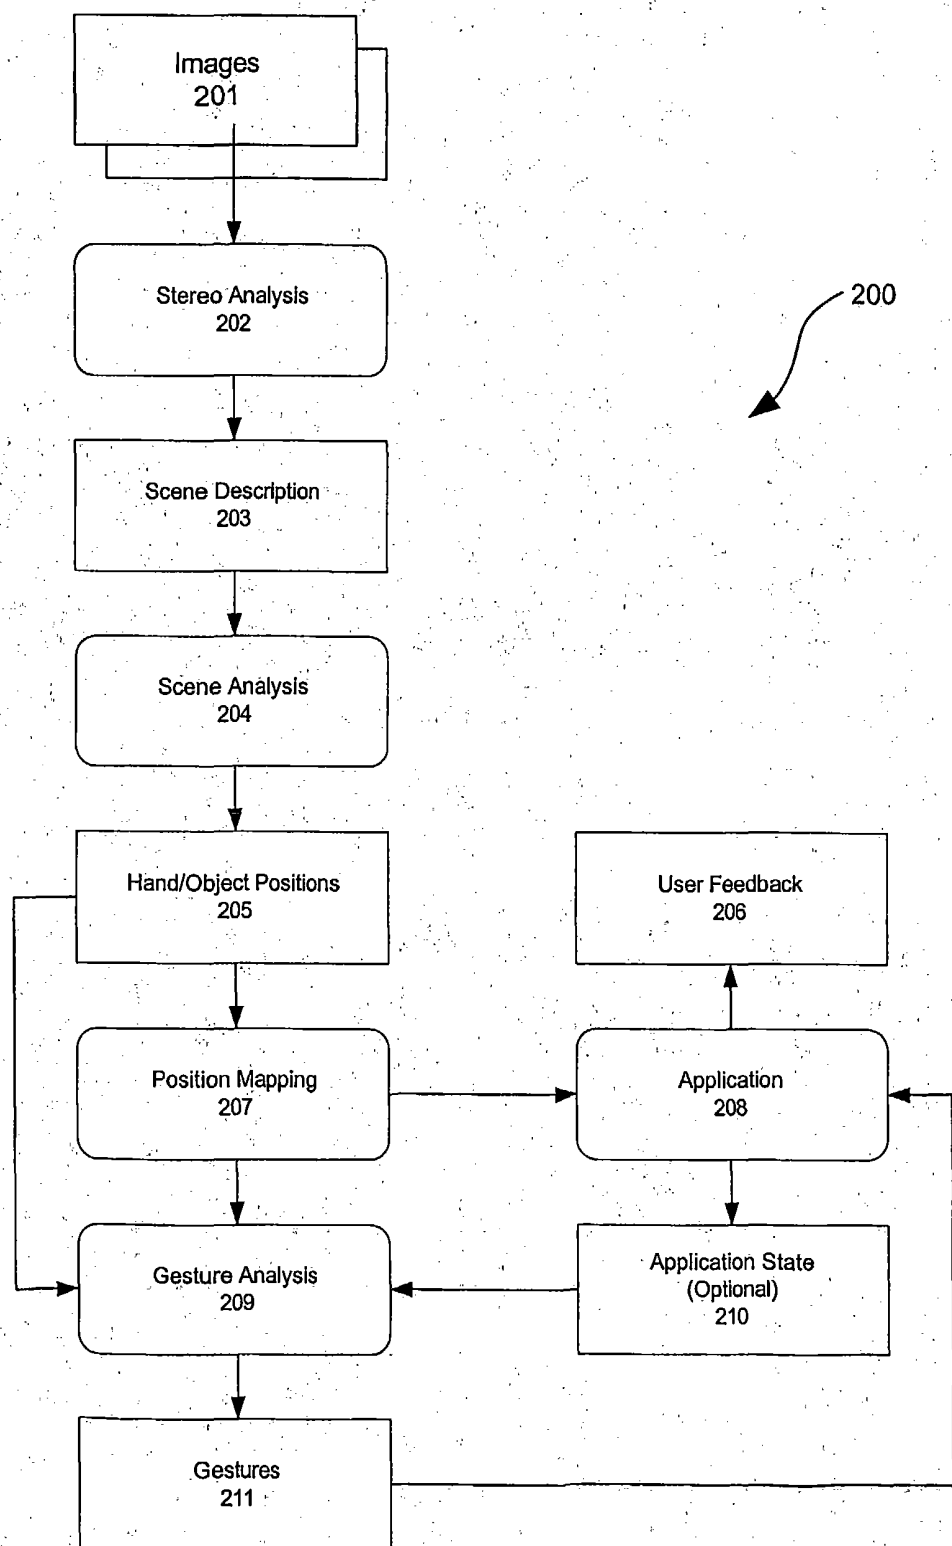 Images
201
Stereo Analysis
202
200
Scene Description
203
Scene Analysis
204
Hand/Object Positions
205
User Feedback
206
Position Mapping
207
Application
208
Gesture Analysis
209
Application State
(Optional)
210
Gestures
211